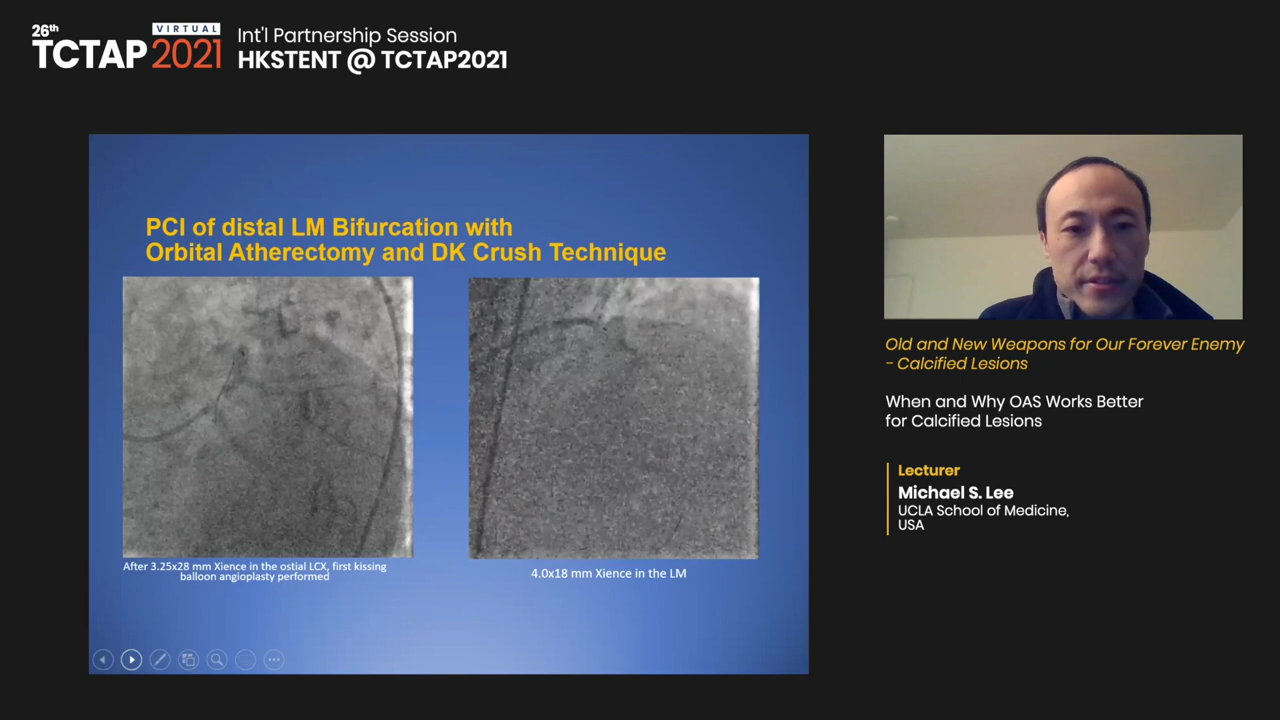 26th
TCTAP
VIRTUAL
2021
Int'l Partnership Session
HKSTENT @ TCTAP2021
PCI of distal LM Bifurcation with
Orbital Atherectomy and DK Crush Technique
After 3.25x28 mm Xience in the ostial LCX, first kissing
balloon angioplasty performed
4.0x18 mm Xience in the LM
Old and New Weapons for Our Forever Enemy
- Calcified Lesions
When and Why OAS Works Better
for Calcified Lesions
Lecturer
Michael S. Lee
UCLA School of Medicine,
USA